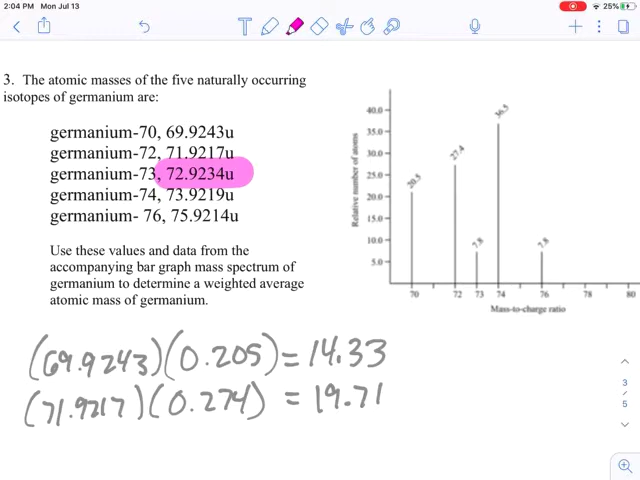 2:04 PM Mon Jul 13
25%
3. The atomic masses of the five naturally occurring
isotopes of germanium are:
germanium-70, 69.9243u
germanium-72, 71.9217u
germanium-73, 72.9234u
germanium-74, 73.9219u
germanium- 76, 75.9214u
Use these values and data from the
accompanying bar graph mass spectrum of
germanium to determine a weighted average
atomic mass of germanium.
Relative number of atoms
40.0
35.0
30.0
25.0
20.0
15.0
10.0
5.0
20.5
27.4
7.8
36.5
7.8
70 72 73 74 76 78 80
Mass-to-charge ratio
(69.9243)(0.205) = 14.33
(71.9217)(0.274) = 19.71
3
/
5